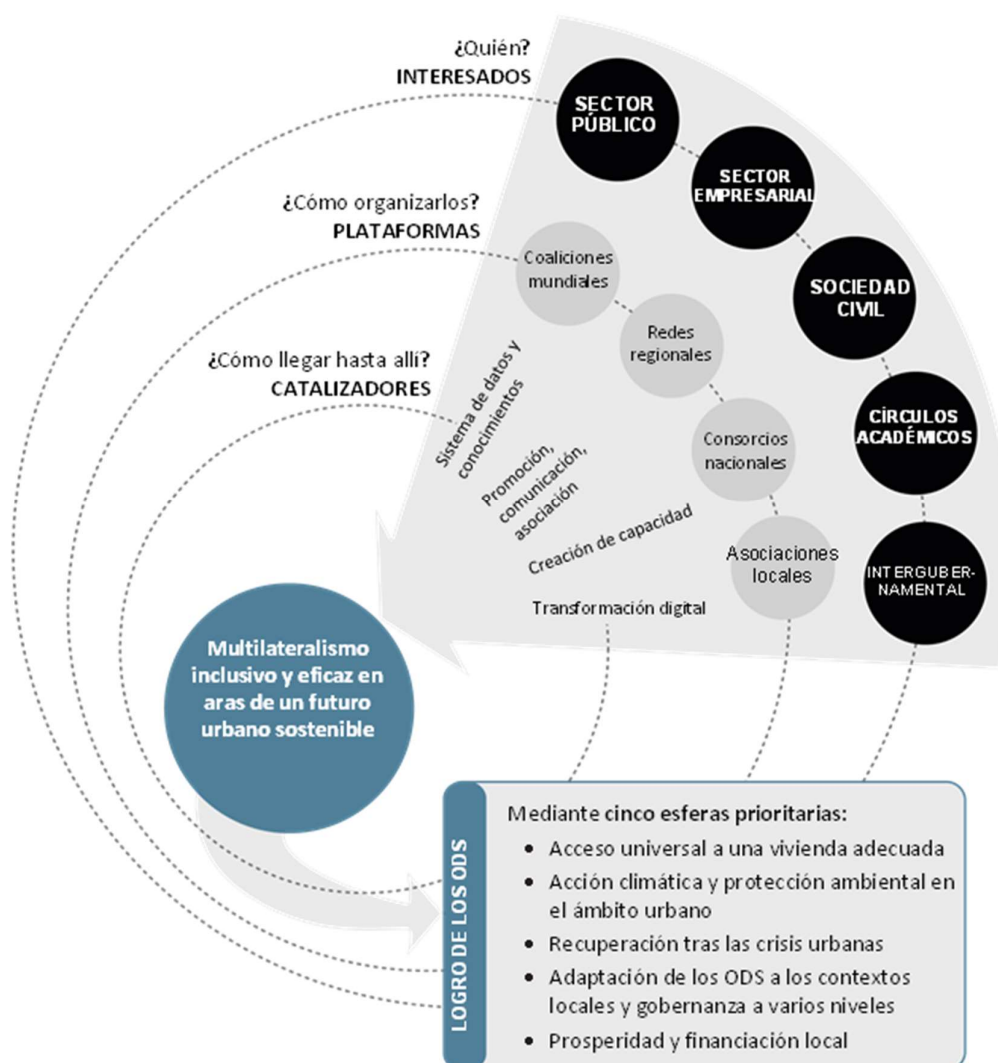 ¿Quién?
INTERESADOS
SECTOR
PÚBLICO
SECTOR
EMPRESARIAL
SOCIEDAD
CIVIL
CÍRCULOS
ACADÉMICOS
INTERGUBER-
NAMENTAL
¿Cómo organizarlos?
PLATAFORMAS
Coaliciones
mundiales
Redes
regionales
Consorcios
nacionales
Asociaciones
locales
¿Cómo llegar hasta allí?
CATALIZADORES
Sistema de datos y
conocimientos
Promoción,
comunicación,
asociación
Creación de capacidad
Transformación digital
Multilateralismo
inclusivo y eficaz en
aras de un futuro
urbano sostenible
LOGRO DE LOS ODS
Mediante cinco esferas prioritarias:
• Acceso universal a una vivienda adecuada
• Acción climática y protección ambiental en
el ámbito urbano
• Recuperación tras las crisis urbanas
• Adaptación de los ODS a los contextos
locales y gobernanza a varios niveles
• Prosperidad y financiación local